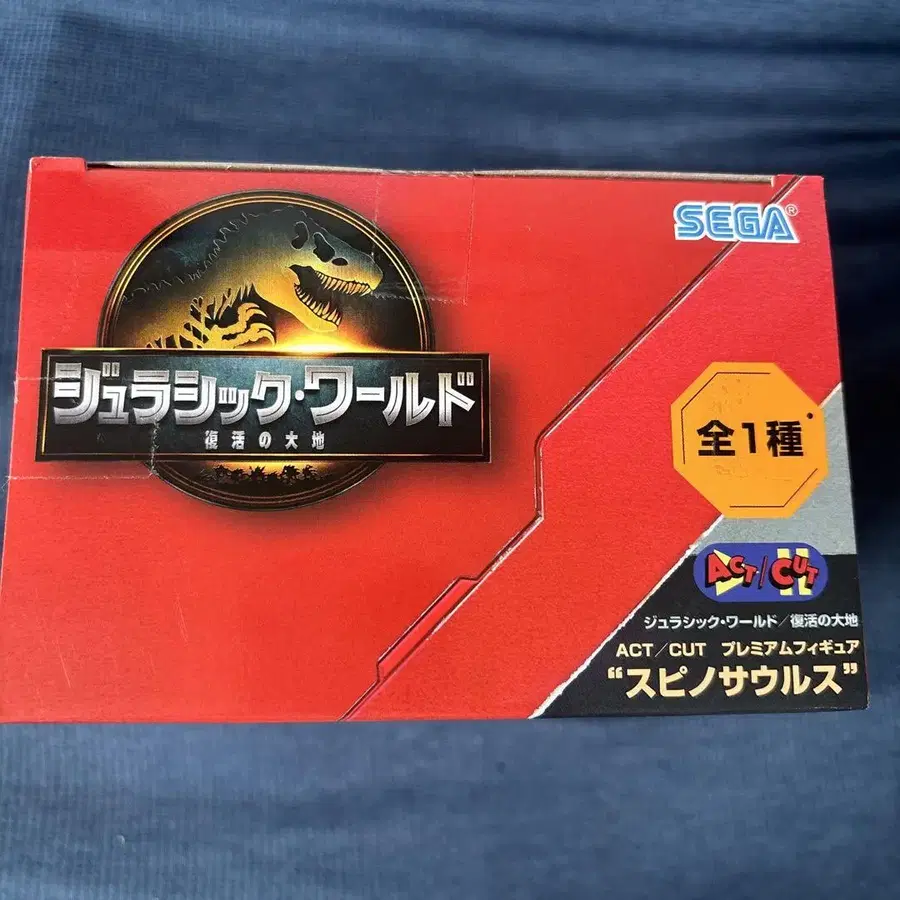 SEGA®
ジュラシック・ワールド
復活の大地
全1種
ACT/CUT
ジュラシック・ワールド/復活の大地
ACT/CUT プレミアムフィギュア
“スピノサウルス”